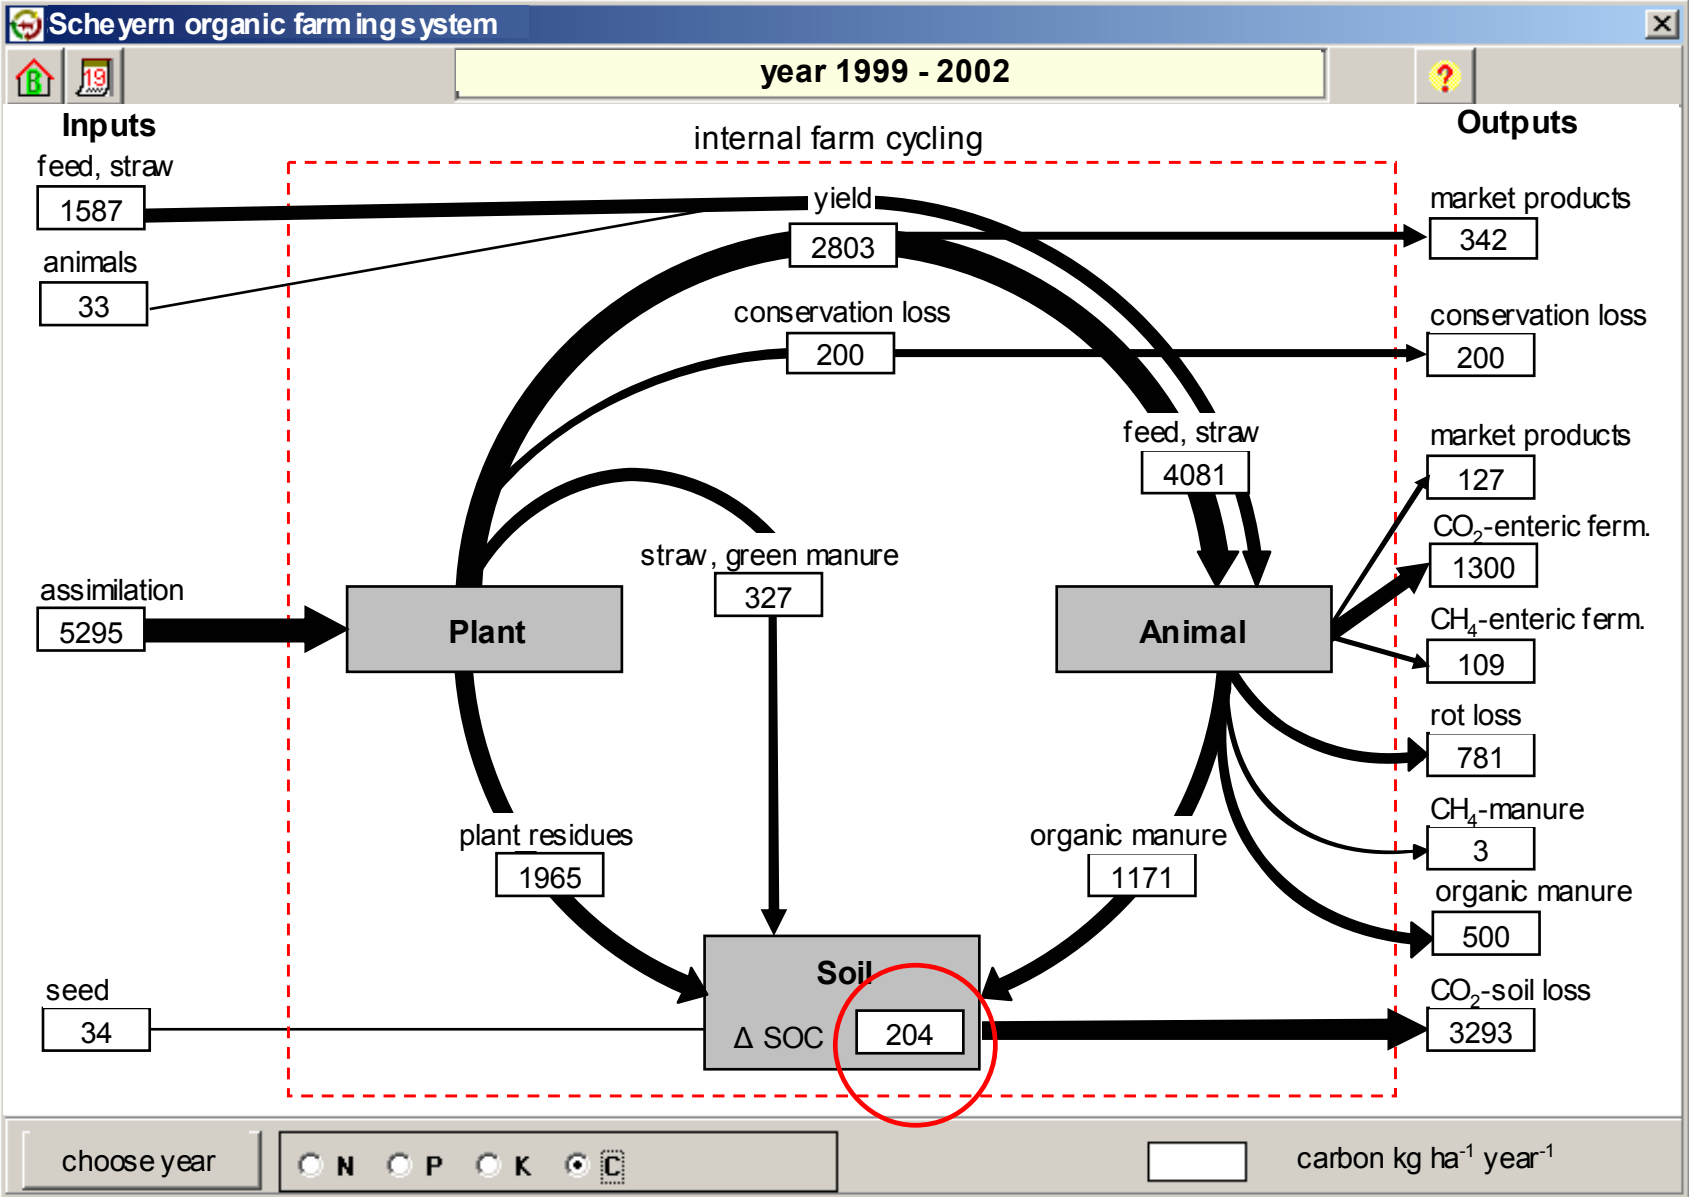 Scheyern organic farming system
19
B
year 1999 - 2002
?
Inputs
Outputs
internal farm cycling
feed, straw
1587
animals
33
assimilation
5295
seed
34
yield
2803
conservation loss
200
straw, green manure
327
feed, straw
4081
Plant
Animal
plant residues
1965
organic manure
1171
Soil
Δ SOC 204
market products
342
conservation loss
200
market products
127
CO₂-enteric ferm.
1300
CH₄-enteric ferm.
109
rot loss
781
CH₄-manure
3
organic manure
500
CO₂-soil loss
3293
choose year
N P K C
carbon kg ha⁻¹ year⁻¹